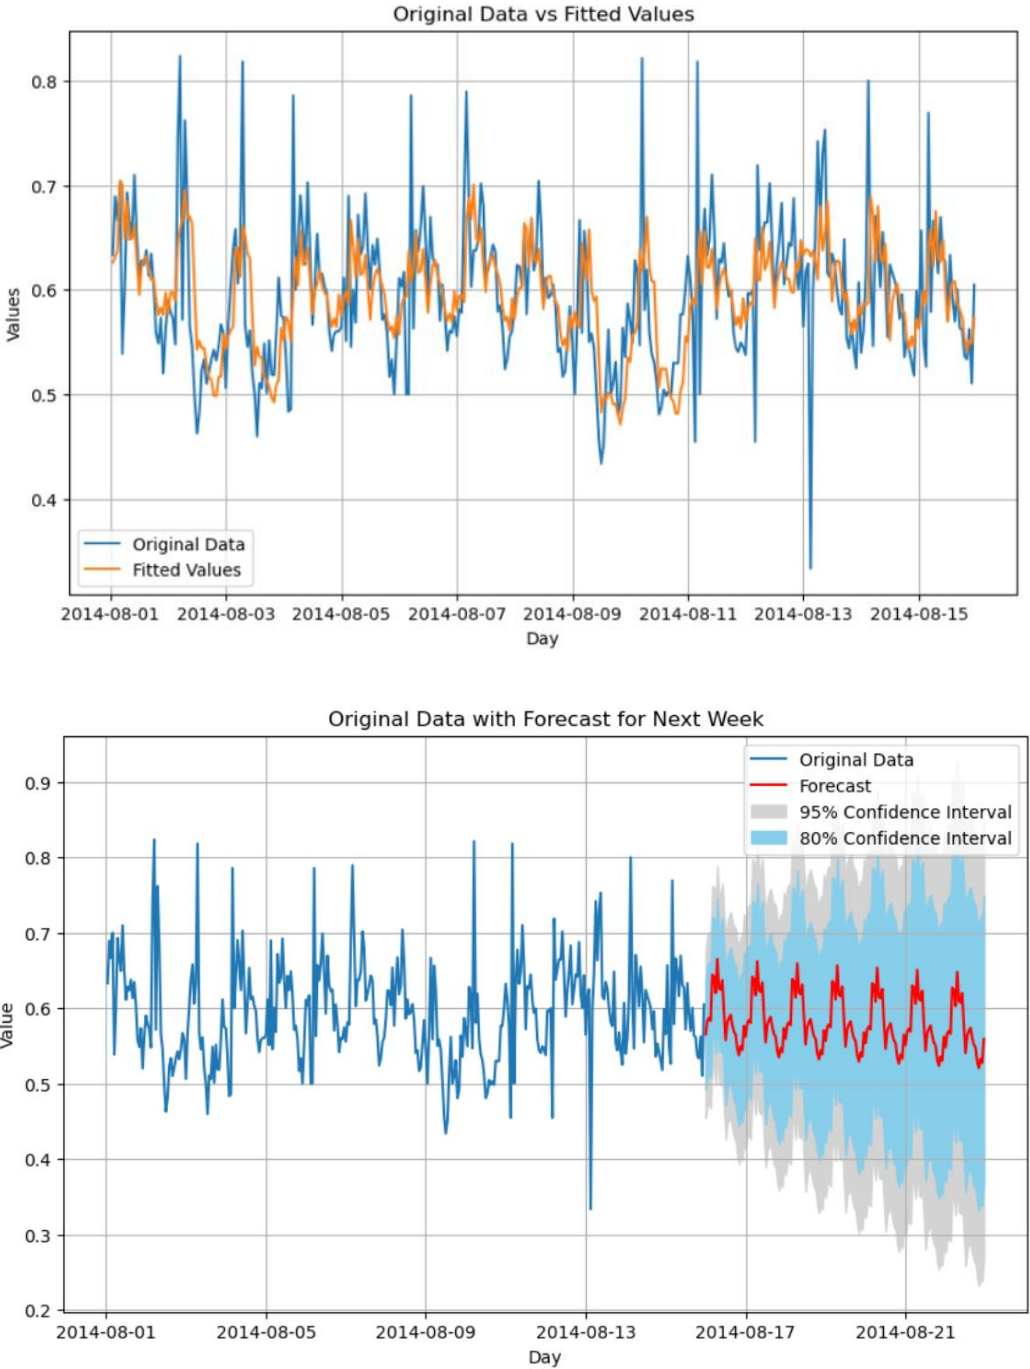 Original Data vs Fitted Values
Values
0.8
0.7
0.6
0.5
0.4
Original Data
Fitted Values
2014-08-01 2014-08-03 2014-08-05 2014-08-07 2014-08-09 2014-08-11 2014-08-13 2014-08-15
Day
Original Data with Forecast for Next Week
Value
0.9
0.8
0.7
0.6
0.5
0.4
0.3
0.2
Original Data
Forecast
95% Confidence Interval
80% Confidence Interval
2014-08-01 2014-08-05 2014-08-09 2014-08-13 2014-08-17 2014-08-21
Day